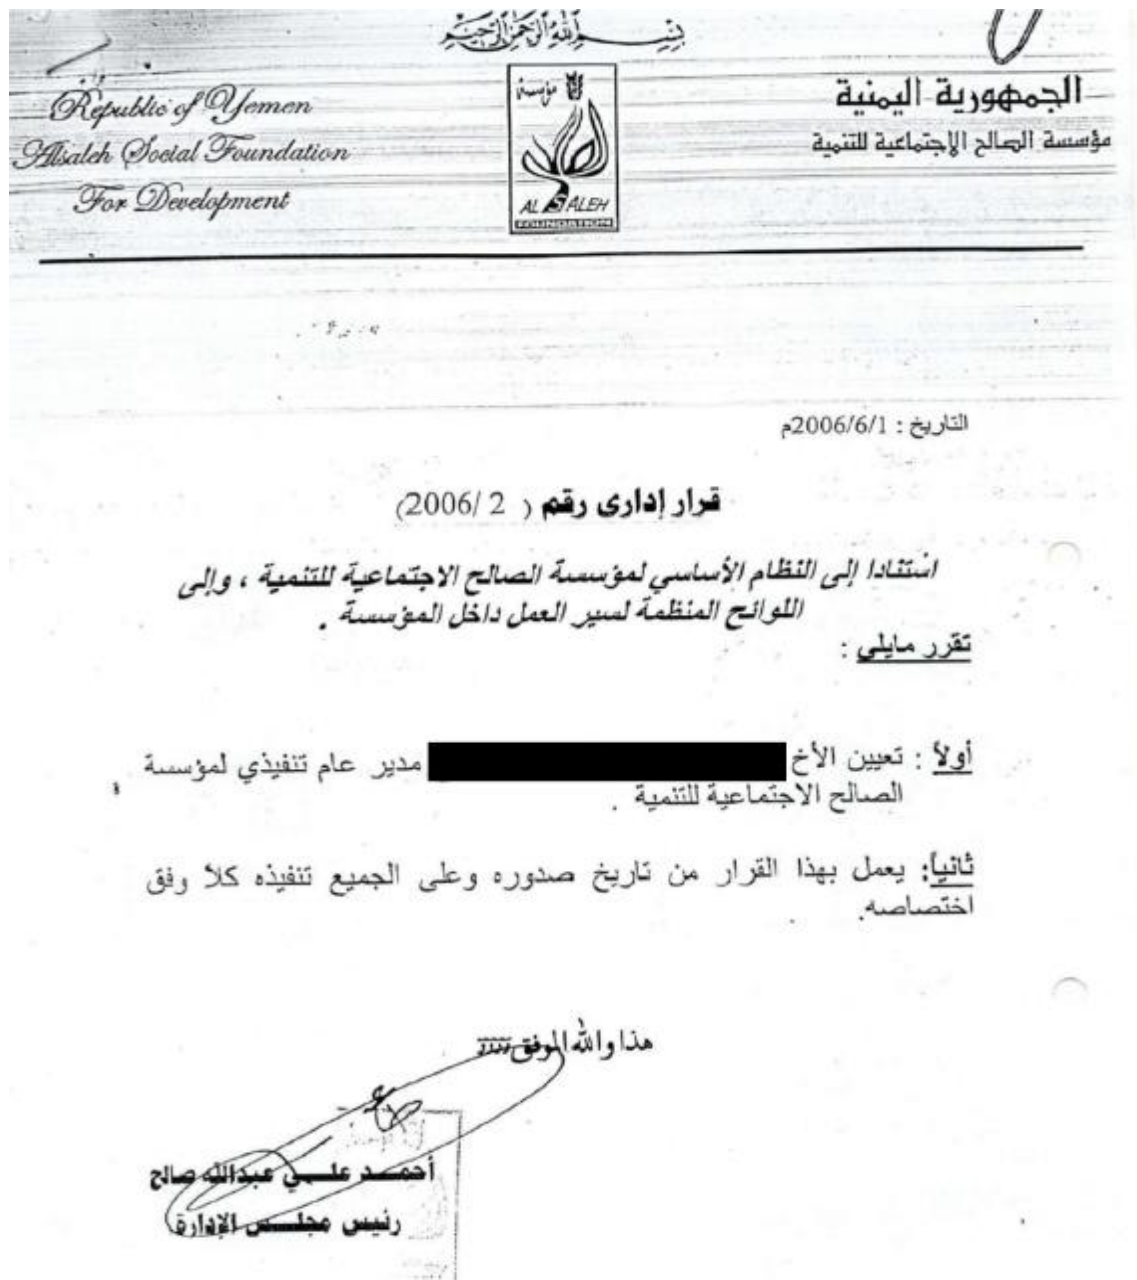 بسم الله الرحمن الرحيم
الجمهورية اليمنية
مؤسسة الصالح الإجتماعية للتنمية
Republic of Yemen
Alsaleh Social Foundation
For Development
مؤسسة
AL SALEH
FOUNDATION
التاريخ : 2006/6/1م
قرار إدارى رقم ( 2 /2006)
استنادا إلى النظام الأساسي لمؤسسة الصالح الاجتماعية للتنمية ، وإلى
اللوائح المنظمة لسير العمل داخل المؤسسة .
تقرر مايلي :
أولاً : تعيين الأخ مدير عام تنفيذي لمؤسسة
الصالح الاجتماعية للتنمية .
ثانياً: يعمل بهذا القرار من تاريخ صدوره وعلى الجميع تنفيذه كلاً وفق
اختصاصه.
هذا والله الموفق
أحمد علي عبدالله صالح
رئيس مجلس الإدارة